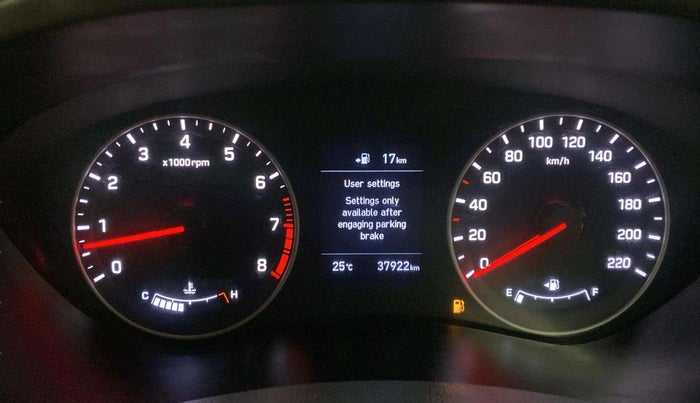 x1000rpm
0 1 2 3 4 5 6 7 8
C H
17km
User settings
Settings only
available after
engaging parking
brake
25°C 37922km
km/h
0 20 40 60 80 100 120 140 160 180 200 220
E F